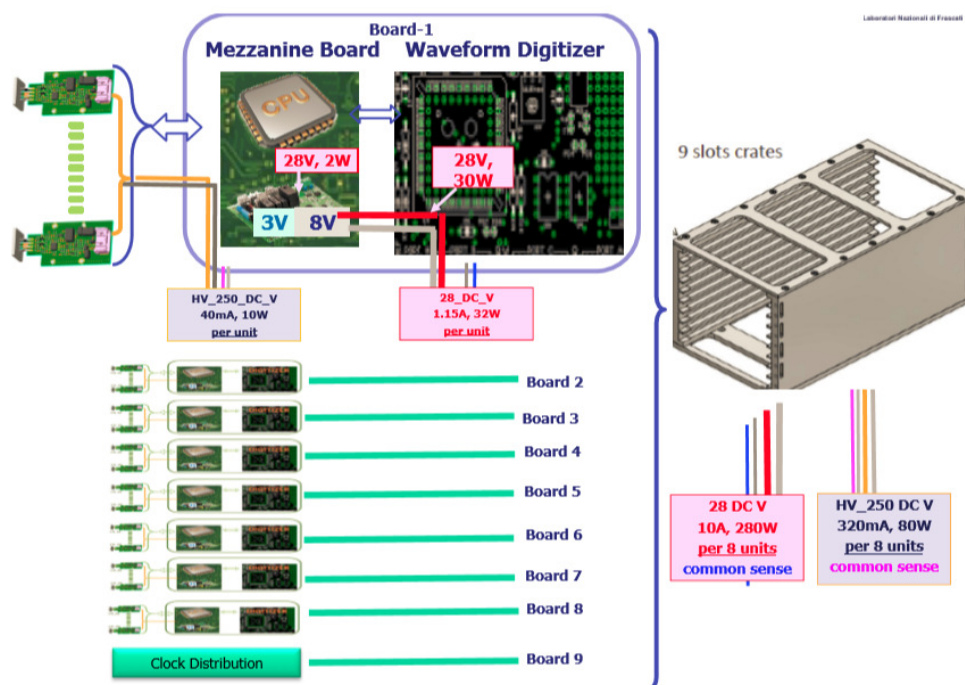 Laboratori Nazionali di Frascati
Board-1
Mezzanine Board
Waveform Digitizer
CPU
28V, 2W
28V,
30W
3V
8V
9 slots crates
HV_250_DC_V
40mA, 10W
per unit
28_DC_V
1.15A, 32W
per unit
Board 2
Board 3
Board 4
Board 5
Board 6
Board 7
Board 8
Clock Distribution
Board 9
28 DC V
10A, 280W
per 8 units
common sense
HV_250 DC V
320mA, 80W
per 8 units
common sense